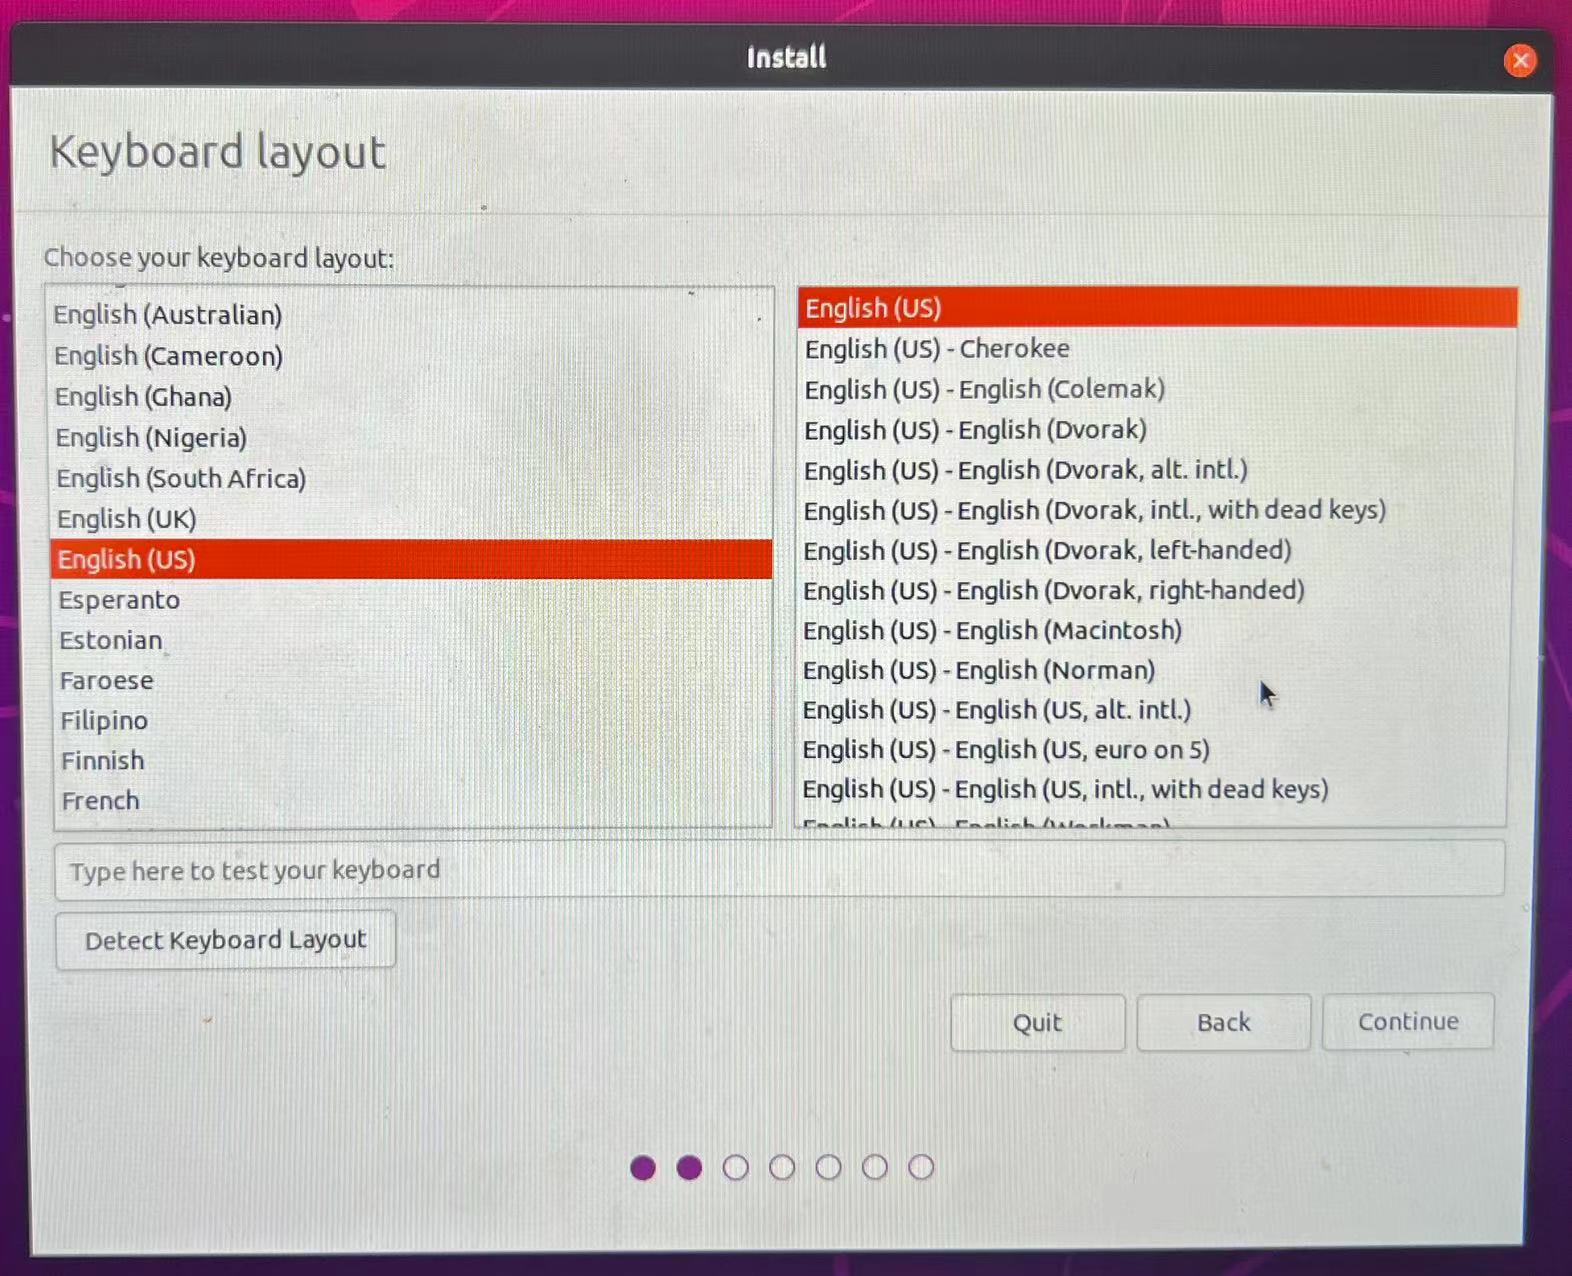 Install
Keyboard layout
Choose your keyboard layout:
English (Australian)
English (Cameroon)
English (Ghana)
English (Nigeria)
English (South Africa)
English (UK)
English (US)
Esperanto
Estonian
Faroese
Filipino
Finnish
French
English (US)
English (US) - Cherokee
English (US) - English (Colemak)
English (US) - English (Dvorak)
English (US) - English (Dvorak, alt. intl.)
English (US) - English (Dvorak, intl., with dead keys)
English (US) - English (Dvorak, left-handed)
English (US) - English (Dvorak, right-handed)
English (US) - English (Macintosh)
English (US) - English (Norman)
English (US) - English (US, alt. intl.)
English (US) - English (US, euro on 5)
English (US) - English (US, intl., with dead keys)
English (US) - English (Workman)
Type here to test your keyboard
Detect Keyboard Layout
Quit
Back
Continue